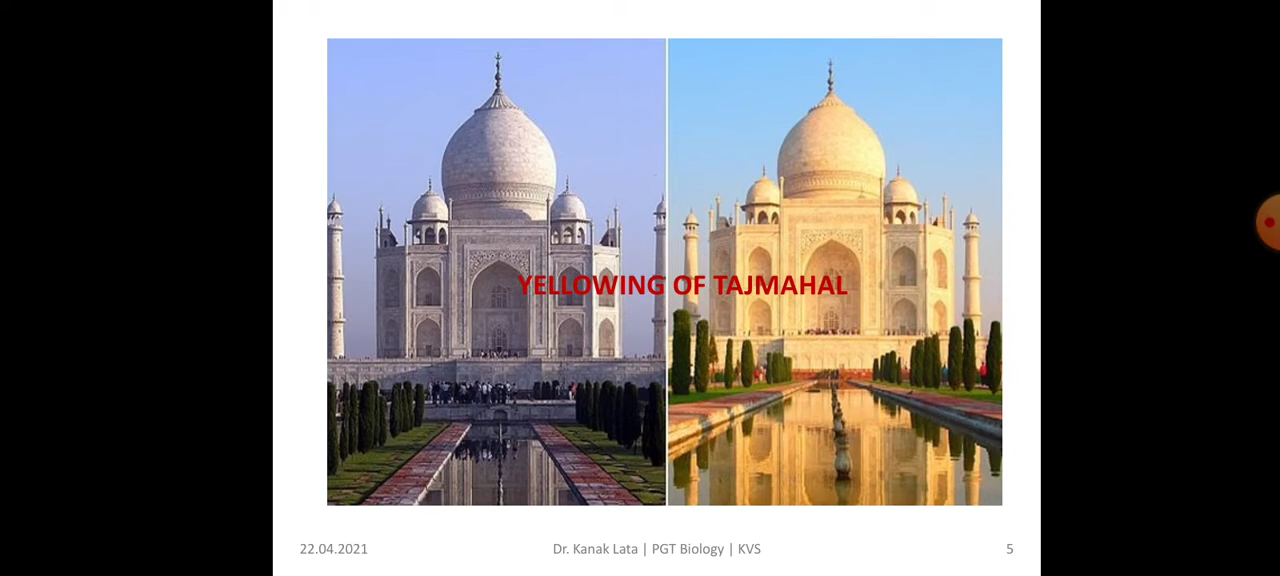 YELLOWING OF TAJMAHAL
22.04.2021
Dr. Kanak Lata | PGT Biology | KVS
5